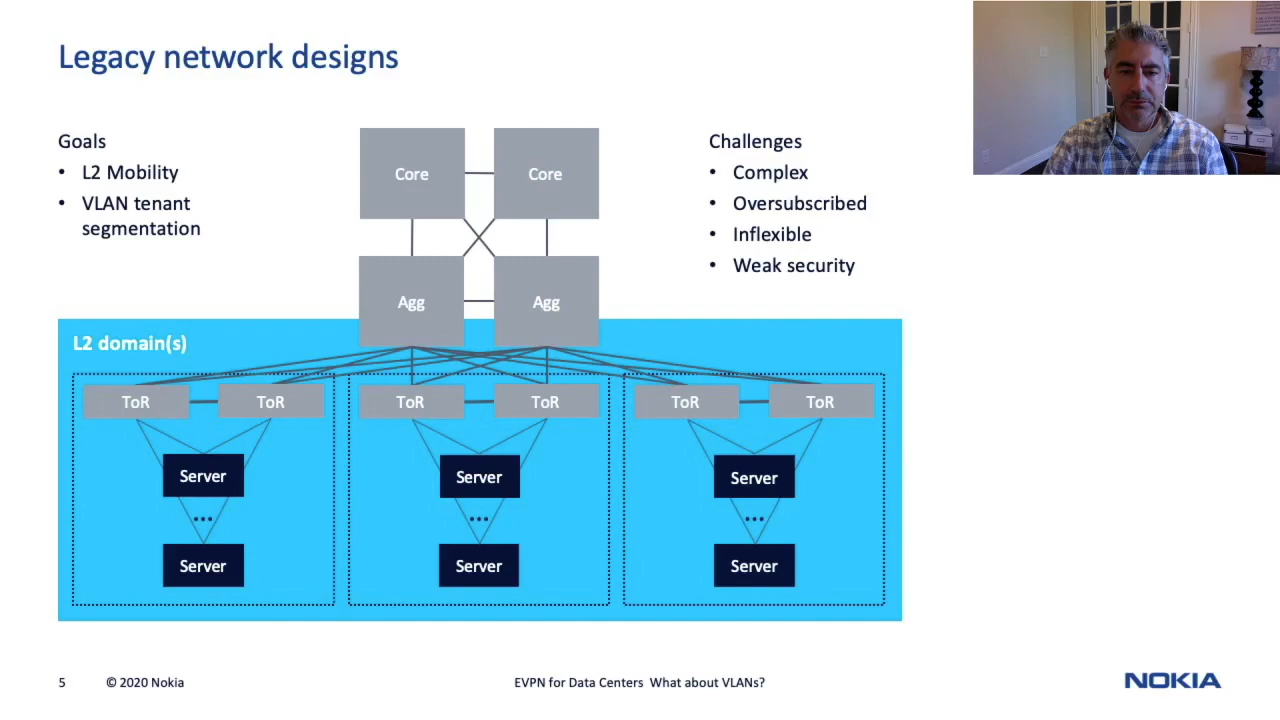 Legacy network designs
Goals
• L2 Mobility
• VLAN tenant
segmentation
Core
Core
Agg
Agg
Challenges
• Complex
• Oversubscribed
• Inflexible
• Weak security
L2 domain(s)
ToR
ToR
ToR
ToR
ToR
ToR
Server
Server
Server
...
...
...
Server
Server
Server
5
© 2020 Nokia
EVPN for Data Centers What about VLANs?
NOKIA